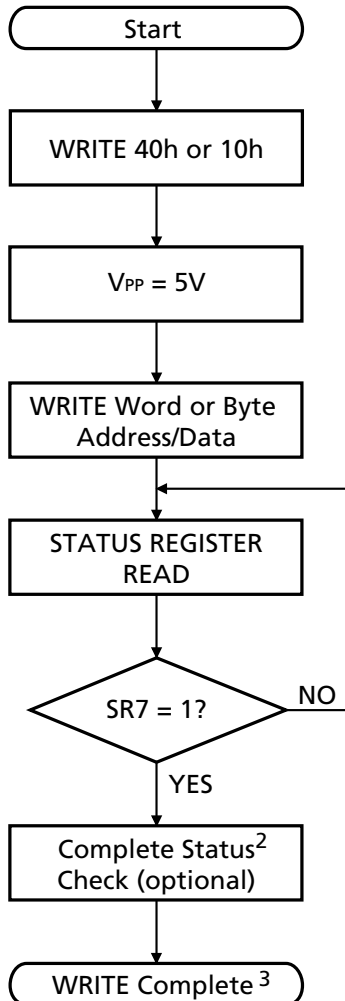 Start
WRITE 40h or 10h
VPP = 5V
WRITE Word or Byte
Address/Data
STATUS REGISTER
READ
SR7 = 1?
NO
YES
Complete Status2
Check (optional)
WRITE Complete 3